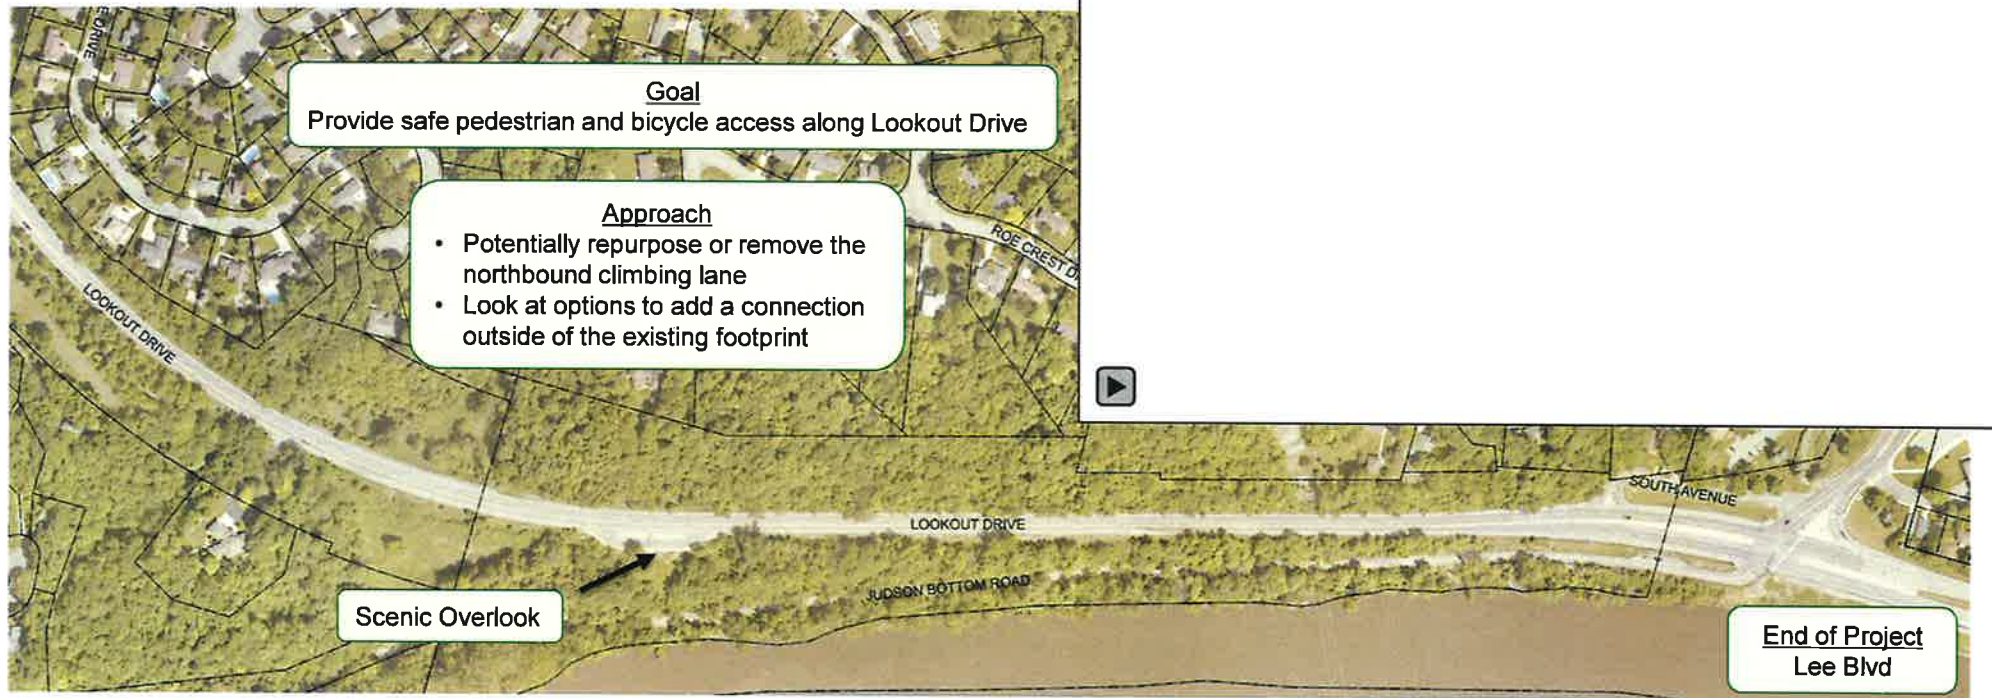 E DRIVE
Goal
Provide safe pedestrian and bicycle access along Lookout Drive
Approach
• Potentially repurpose or remove the
northbound climbing lane
• Look at options to add a connection
outside of the existing footprint
ROE CREST D
LOOKOUT DRIVE
SOUTH AVENUE
LOOKOUT DRIVE
JUDSON BOTTOM ROAD
Scenic Overlook
End of Project
Lee Blvd